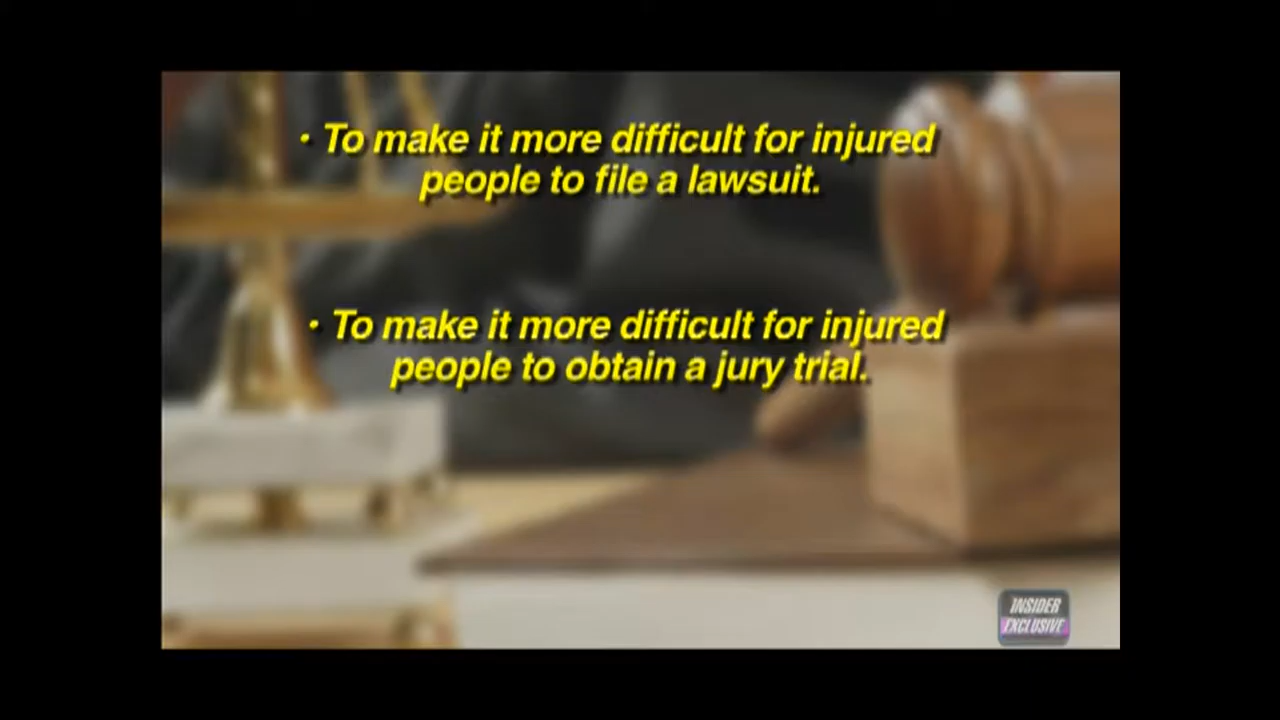 • To make it more difficult for injured
people to file a lawsuit.
• To make it more difficult for injured
people to obtain a jury trial.
INSIDER
EXCLUSIVE